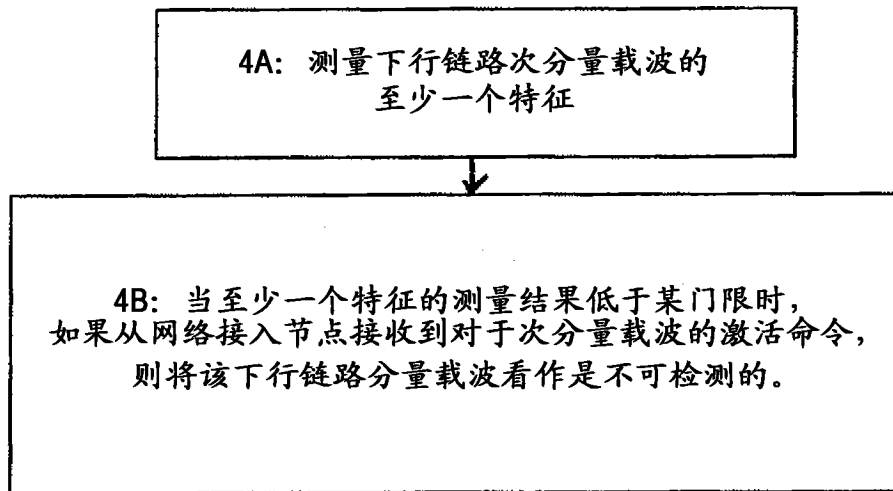 4A: 测量下行链路次分量载波的
至少一个特征
4B: 当至少一个特征的测量结果低于某门限时,
如果从网络接入节点接收到对于次分量载波的激活命令,
则将该下行链路分量载波看作是不可检测的。